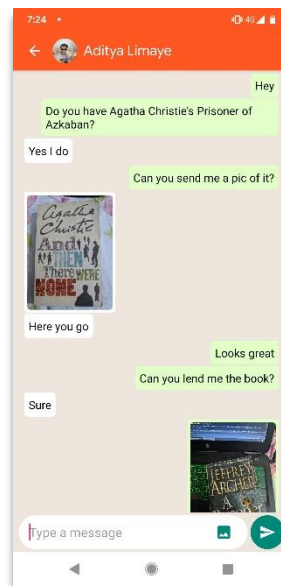 7:24
4G
Aditya Limaye
Hey
Do you have Agatha Christie's Prisoner of
Azkaban?
Yes I do
Can you send me a pic of it?
Agatha
Christie
And
THEN
There WERE
NONE
Here you go
Looks great
Can you lend me the book?
Sure
JEFFREY
ARCHER
A
Type a message